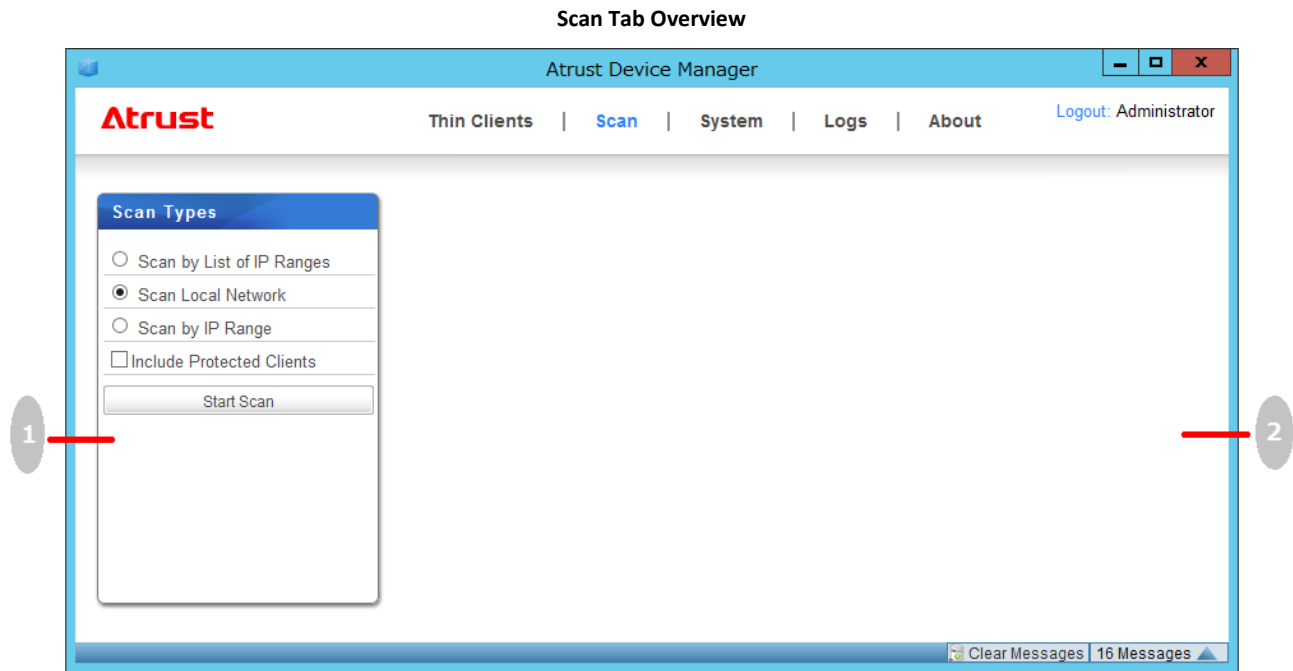 Scan Tab Overview
Atrust Device Manager
Atrust
Thin Clients | Scan | System | Logs | About
Logout: Administrator
Scan Types
Scan by List of IP Ranges
Scan Local Network
Scan by IP Range
Include Protected Clients
Start Scan
1
2
Clear Messages
16 Messages